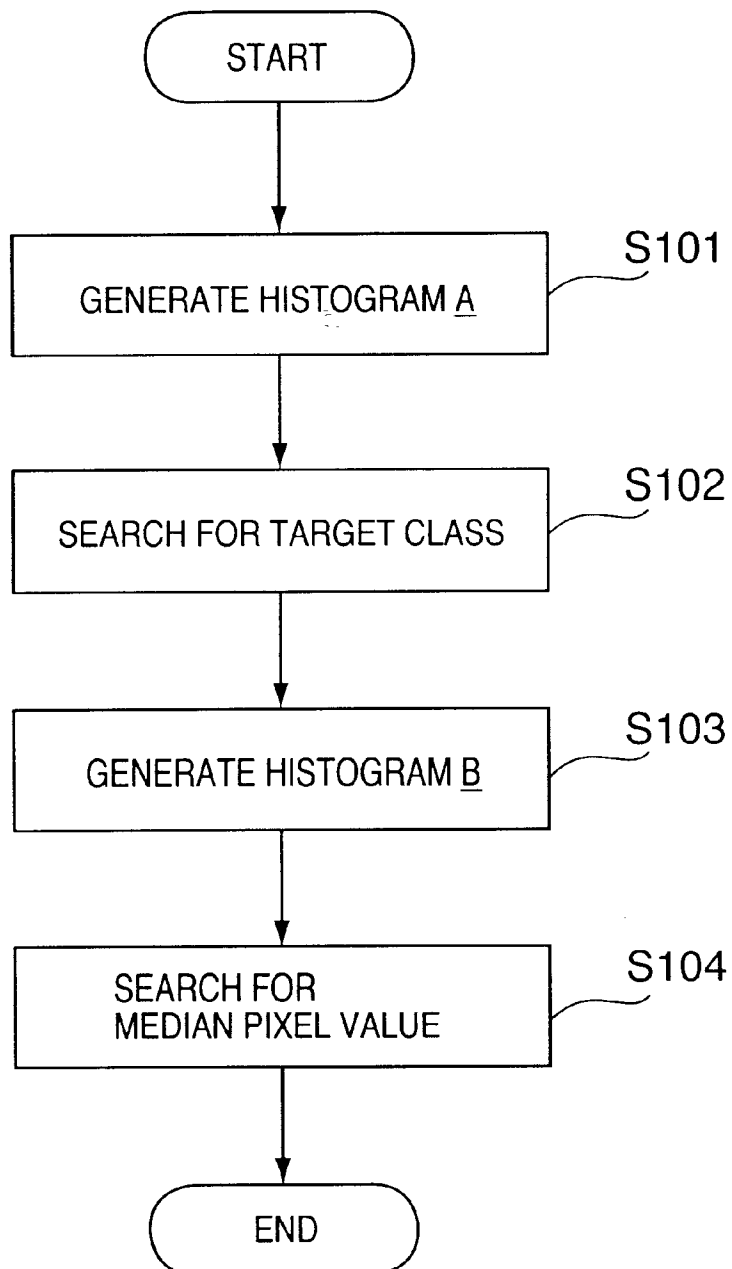 START
GENERATE HISTOGRAM A
S101
SEARCH FOR TARGET CLASS
S102
GENERATE HISTOGRAM B
S103
SEARCH FOR
MEDIAN PIXEL VALUE
S104
END